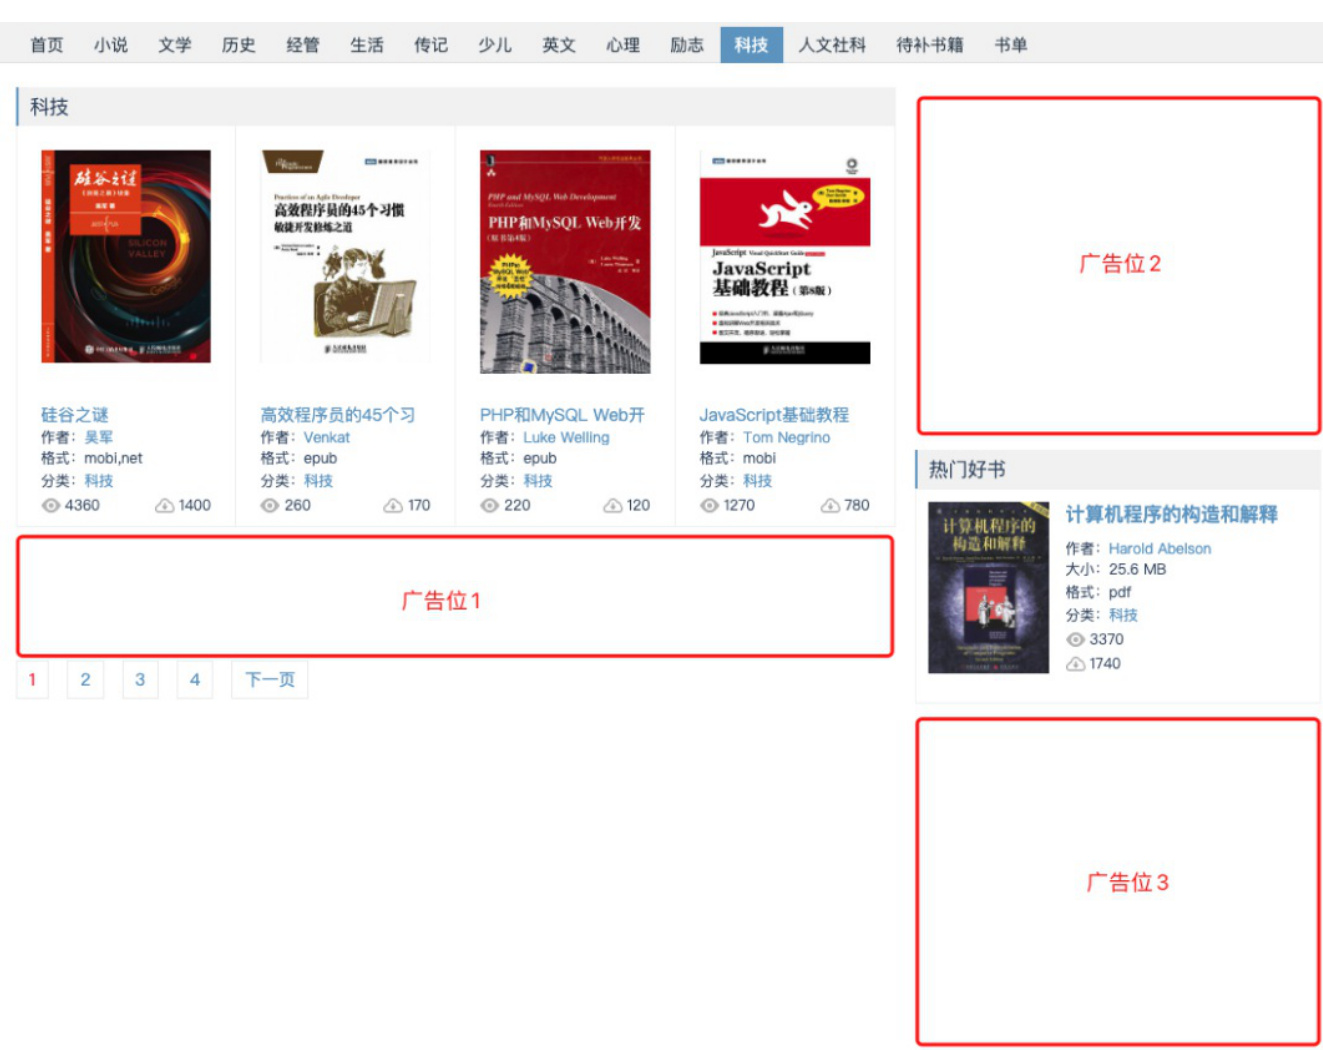 首页 小说 文学 历史 经管 生活 传记 少儿 英文 心理 励志 科技 人文社科 待补书籍 书单
科技
硅谷之谜
SILICON
VALLEY
Practices of an Agile Developer
高效程序员的45个习惯
敏捷开发修炼之道
PHP and MySQL Web Development
PHP和MySQL Web开发
(原书第4版)
JavaScript
基础教程(第8版)
硅谷之谜
作者：吴军
格式：mobi,net
分类：科技
4360 1400
高效程序员的45个习
作者：Venkat
格式：epub
分类：科技
260 170
PHP和MySQL Web开
作者：Luke Welling
格式：epub
分类：科技
220 120
JavaScript基础教程
作者：Tom Negrino
格式：mobi
分类：科技
1270 780
广告位1
1 2 3 4 下一页
广告位2
热门好书
计算机程序的
构造和解释
计算机程序的构造和解释
作者：Harold Abelson
大小：25.6 MB
格式：pdf
分类：科技
3370
1740
广告位3